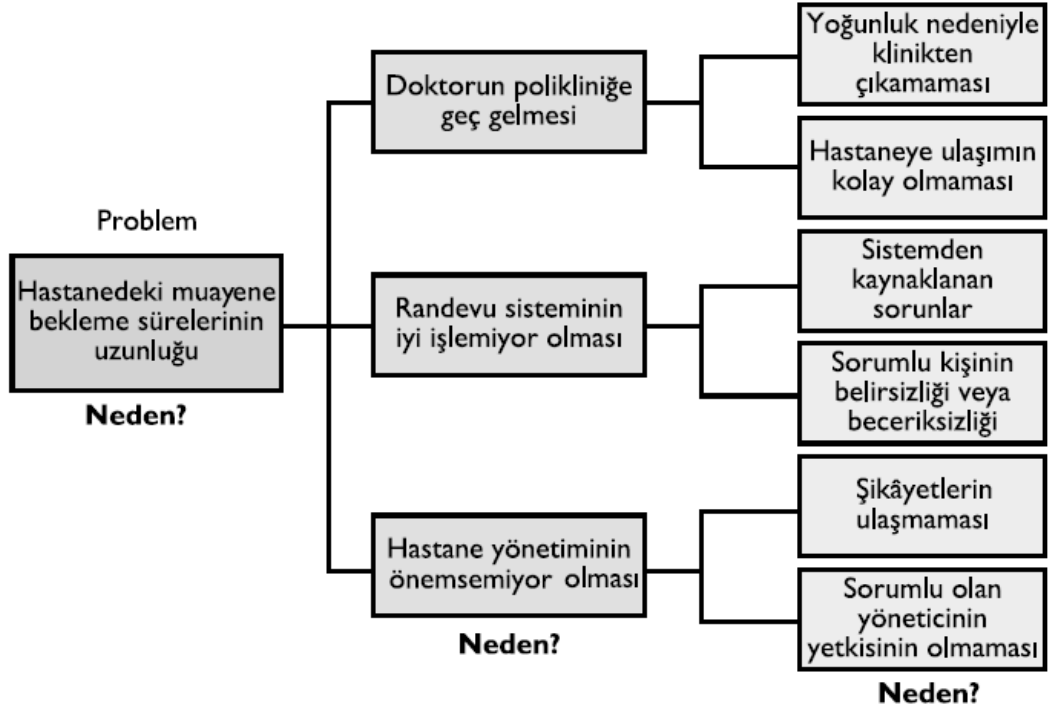 Problem
Hastanedeki muayene
bekleme sürelerinin
uzunluğu
Neden?
Doktorun polikliniğe
geç gelmesi
Randevu sisteminin
iyi işlemiyor olması
Hastane yönetiminin
önemsemiyor olması
Neden?
Yoğunluk nedeniyle
klinikten
çıkamaması
Hastaneye ulaşımın
kolay olmaması
Sistemden
kaynaklanan
sorunlar
Sorumlu kişinin
belirsizliği veya
beceriksizliği
Şikâyetlerin
ulaşmaması
Sorumlu olan
yöneticinin
yetkisinin olmaması
Neden?